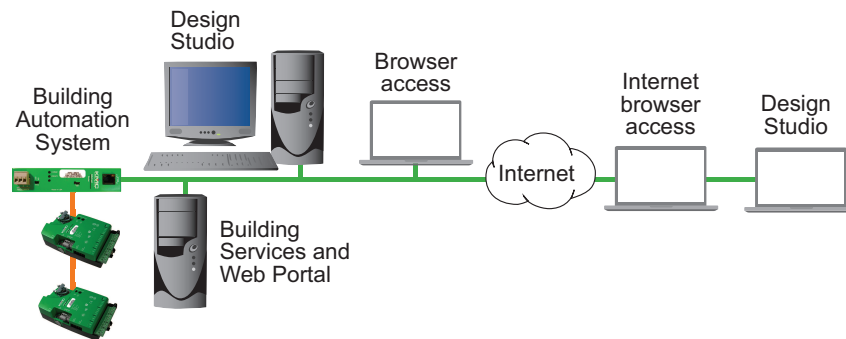 Design
Studio
Browser
access
Building
Automation
System
Internet
browser
access
Design
Studio
Internet
Building
Services and
Web Portal